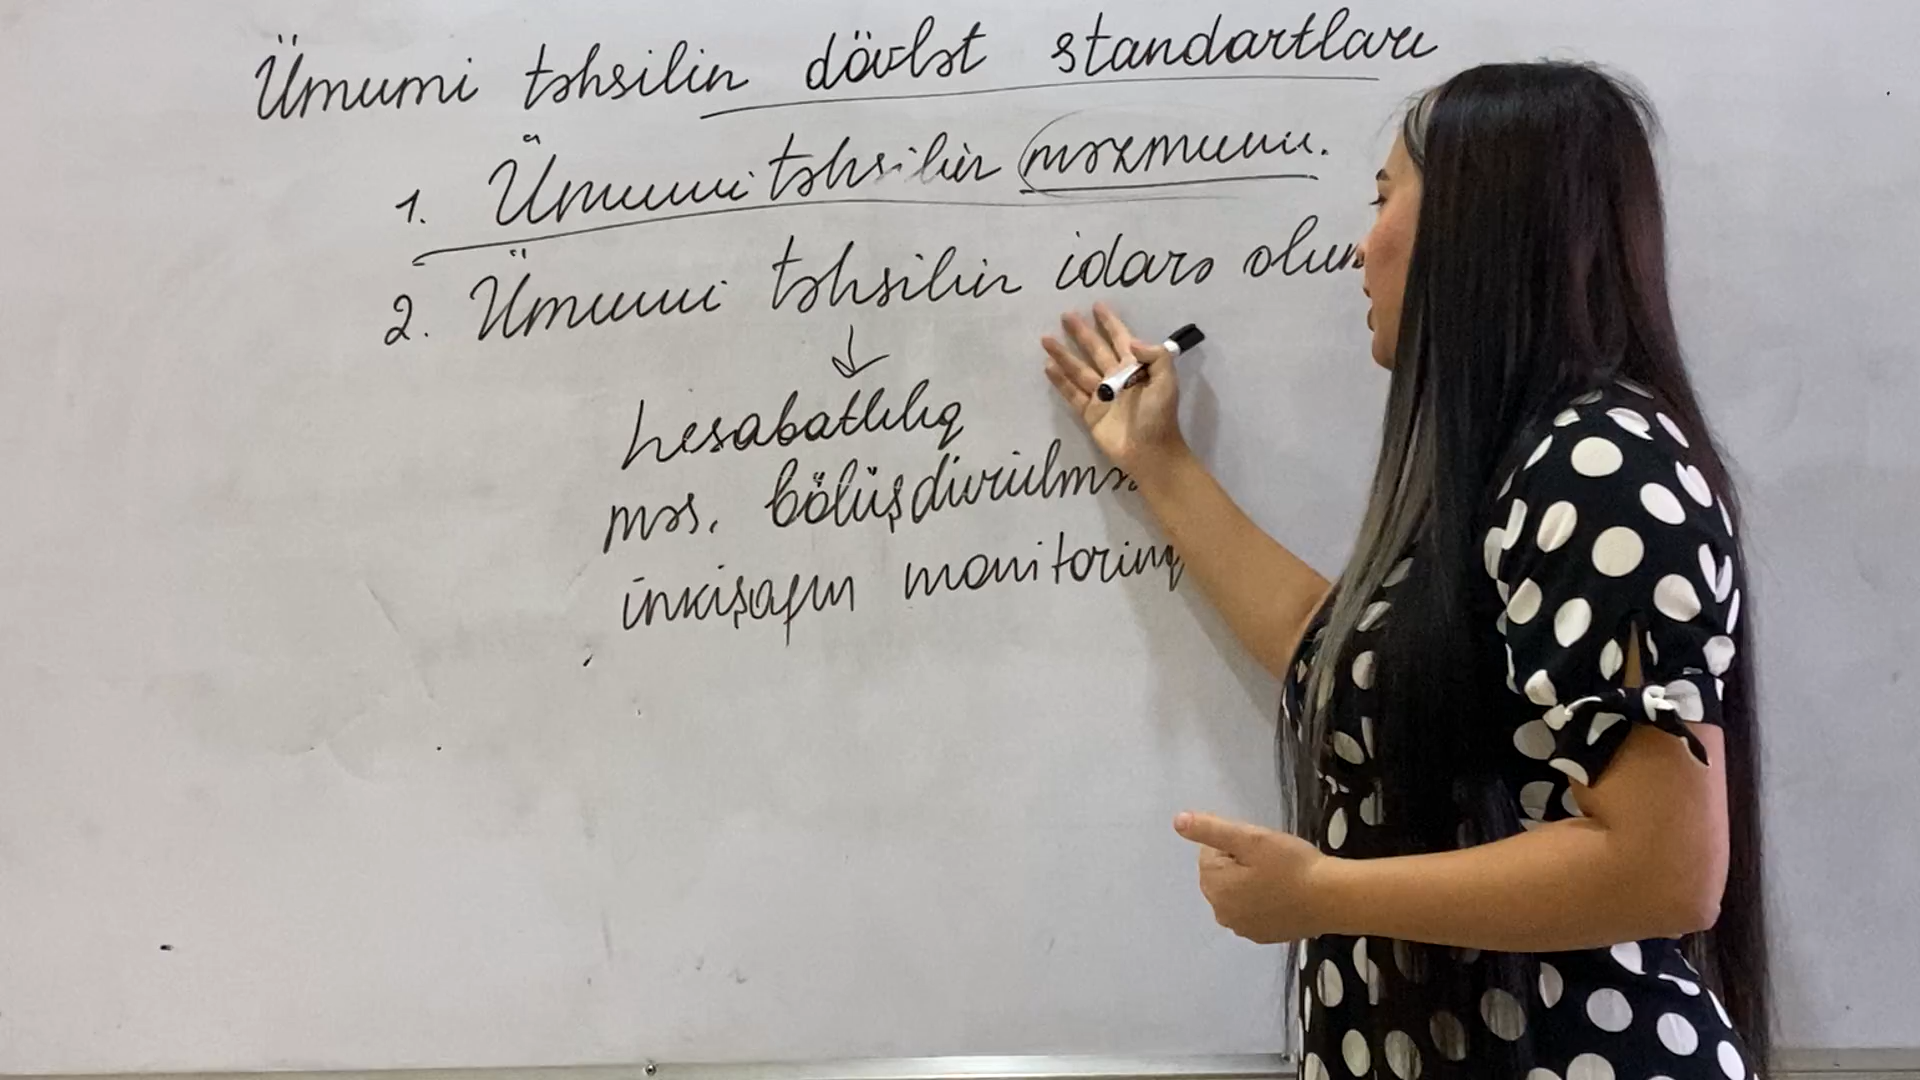 Ümumi təhsilin dövlət standartları
1. Ümumi təhsilin məzmunu.
2. Ümumi təhsilin idarə olun
↓
hesabatlılıq
məs. bölüşdürülmə
inkişafın monitorinq